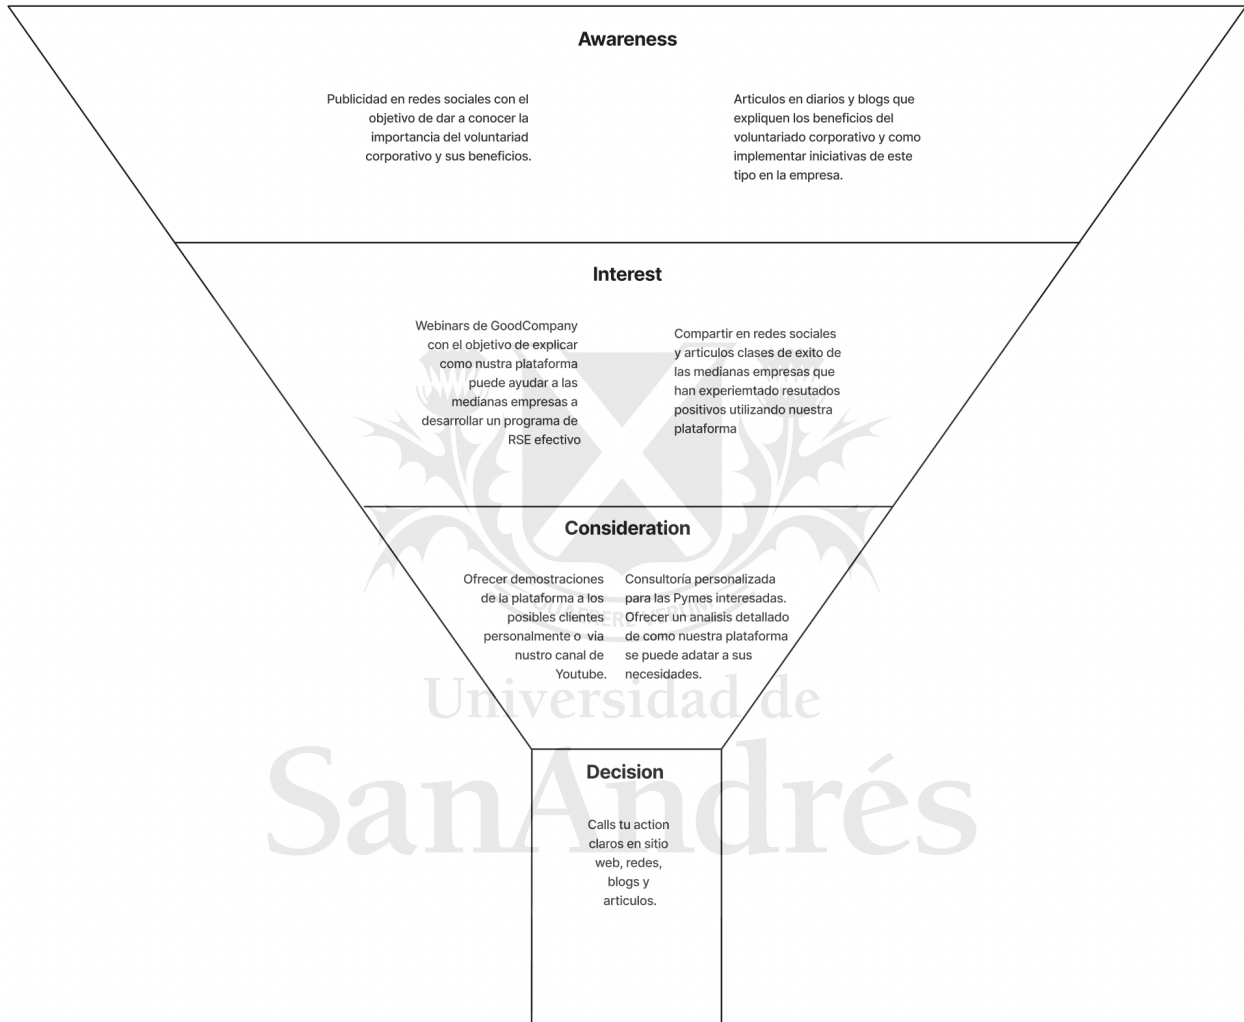 Awareness
Publicidad en redes sociales con el
objetivo de dar a conocer la
importancia del voluntariad
corporativo y sus beneficios.
Articulos en diarios y blogs que
expliquen los beneficios del
voluntariado corporativo y como
implementar iniciativas de este
tipo en la empresa.
Interest
Webinars de GoodCompany
con el objetivo de explicar
como nustra plataforma
puede ayudar a las
medianas empresas a
desarrollar un programa de
RSE efectivo
Compartir en redes sociales
y articulos clases de exito de
las medianas empresas que
han experiemtado resutados
positivos utilizando nuestra
plataforma
Consideration
Ofrecer demostraciones
de la plataforma a los
posibles clientes
personalmente o via
nustro canal de
Youtube.
Consultoría personalizada
para las Pymes interesadas.
Ofrecer un analisis detallado
de como nuestra plataforma
se puede adatar a sus
necesidades.
QUAERERE VERUM
Universidad de
SanAndrés
Decision
Calls tu action
claros en sitio
web, redes,
blogs y
articulos.